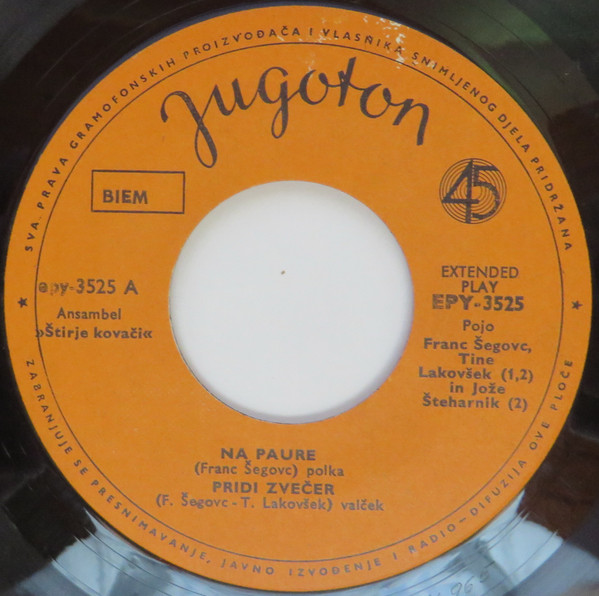 SVA PRAVA GRAMOFONSKIH PROIZVOĐAČA I VLASNIKA SNIMLJENOG DJELA PRIDRŽANA
Jugoton
BIEM
45
epy-3525 A
Ansambel
»Štirje kovači«
EXTENDED
PLAY
EPY-3525
Pojo
Franc Šegovc,
Tine
Lakovšek (1,2)
in Jože
Šteharnik (2)
NA PAURE
(Franc Šegovc) polka
PRIDI ZVEČER
(F. Šegovc - T. Lakovšek) valček
ZABRANJUJE SE PRESNIMAVANJE, JAVNO IZVOĐENJE I RADIO-DIFUZIJA OVE PLOČE